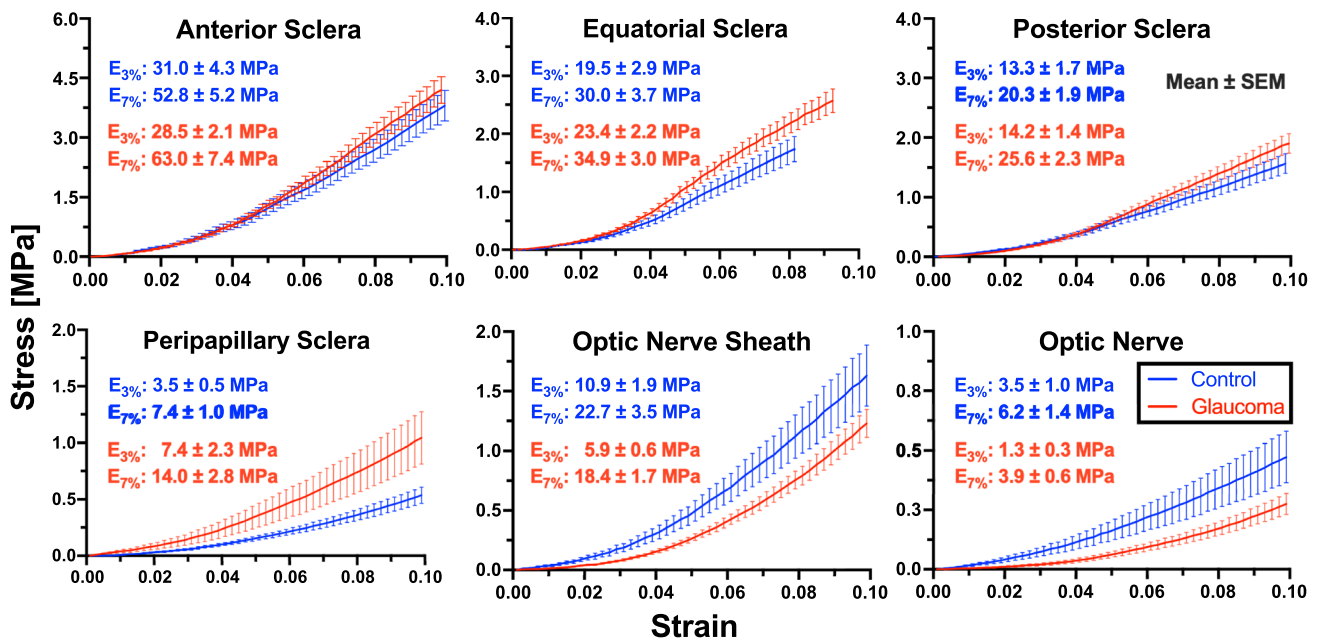 Stress [MPa]
Anterior Sclera
E3%: 31.0 ± 4.3 MPa
E7%: 52.8 ± 5.2 MPa
E3%: 28.5 ± 2.1 MPa
E7%: 63.0 ± 7.4 MPa
6.0
4.5
3.0
1.5
0.0
0.00 0.02 0.04 0.06 0.08 0.10
Equatorial Sclera
E3%: 19.5 ± 2.9 MPa
E7%: 30.0 ± 3.7 MPa
E3%: 23.4 ± 2.2 MPa
E7%: 34.9 ± 3.0 MPa
4.0
3.0
2.0
1.0
0.0
0.00 0.02 0.04 0.06 0.08 0.10
Posterior Sclera
E3%: 13.3 ± 1.7 MPa
E7%: 20.3 ± 1.9 MPa
E3%: 14.2 ± 1.4 MPa
E7%: 25.6 ± 2.3 MPa
Mean ± SEM
4.0
3.0
2.0
1.0
0.0
0.00 0.02 0.04 0.06 0.08 0.10
Peripapillary Sclera
E3%: 3.5 ± 0.5 MPa
E7%: 7.4 ± 1.0 MPa
E3%: 7.4 ± 2.3 MPa
E7%: 14.0 ± 2.8 MPa
2.0
1.5
1.0
0.5
0.0
0.00 0.02 0.04 0.06 0.08 0.10
Optic Nerve Sheath
E3%: 10.9 ± 1.9 MPa
E7%: 22.7 ± 3.5 MPa
E3%: 5.9 ± 0.6 MPa
E7%: 18.4 ± 1.7 MPa
2.0
1.5
1.0
0.5
0.0
0.00 0.02 0.04 0.06 0.08 0.10
Optic Nerve
E3%: 3.5 ± 1.0 MPa
E7%: 6.2 ± 1.4 MPa
E3%: 1.3 ± 0.3 MPa
E7%: 3.9 ± 0.6 MPa
Control
Glaucoma
1.0
0.8
0.5
0.3
0.0
0.00 0.02 0.04 0.06 0.08 0.10
Strain